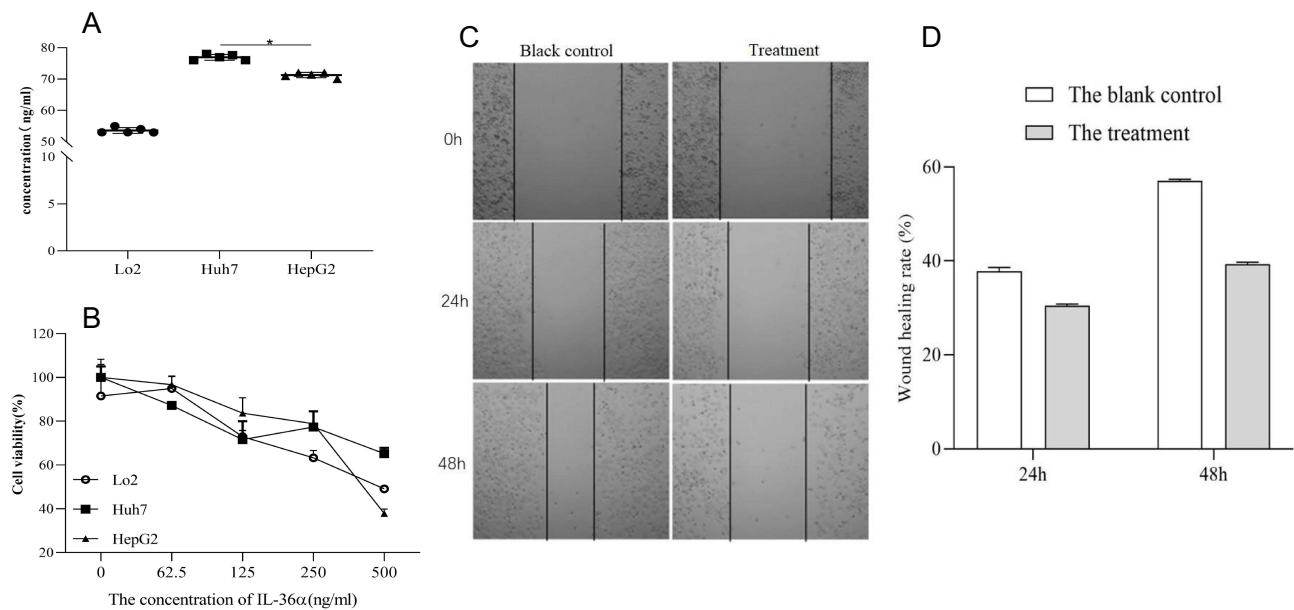 A
concentration ( ng/ml)
80
70
60
50
10
5
0
*
Lo2
Huh7
HepG2
B
Cell viability(%)
120
100
80
60
40
20
Lo2
Huh7
HepG2
0
62.5
125
250
500
The concentration of IL-36α(ng/ml)
C
Black control
Treatment
0h
24h
48h
D
The blank control
The treatment
Wound healing rate (%)
60
40
20
0
24h
48h